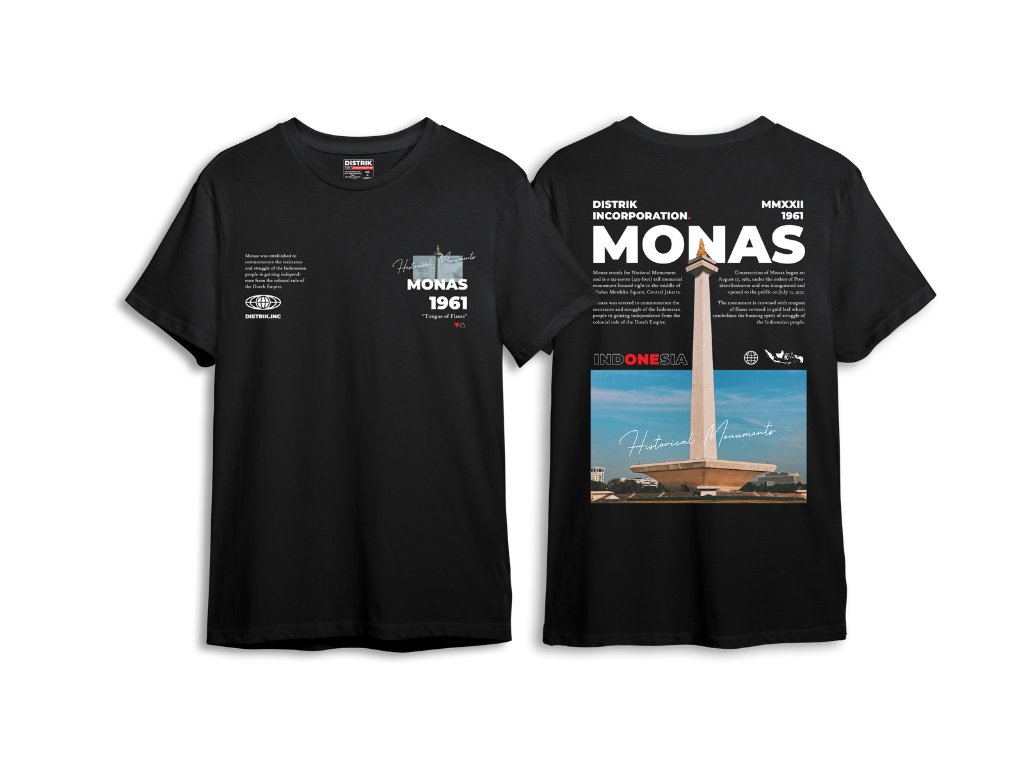 DISTRIK
Monas was established to
commemorate the resistance
and struggle of the Indonesian
people in gaining independ-
ence from the colonial rule of
the Dutch Empire.
DISTRIK.INC
Historical Monuments
MONAS
1961
"Tongue of Flame"
DISTRIK
INCORPORATION.
MMXXII
1961
MONAS
Monas stands for National Monument
and is a 132-metre (433-foot) tall memorial
monument located right in the middle of
Medan Merdeka Square, Central Jakarta.
Monas was erected to commemorate the
resistance and struggle of the Indonesian
people in gaining independence from the
colonial rule of the Dutch Empire.
Construction of Monas began on
August 17, 1961, under the orders of Pres-
ident Soekarno and was inaugurated and
opened to the public on July 12, 1975.
The monument is crowned with tongues
of flame covered in gold leaf which
symbolizes the burning spirit of struggle of
the Indonesian people.
INDONESIA
Historical Monuments